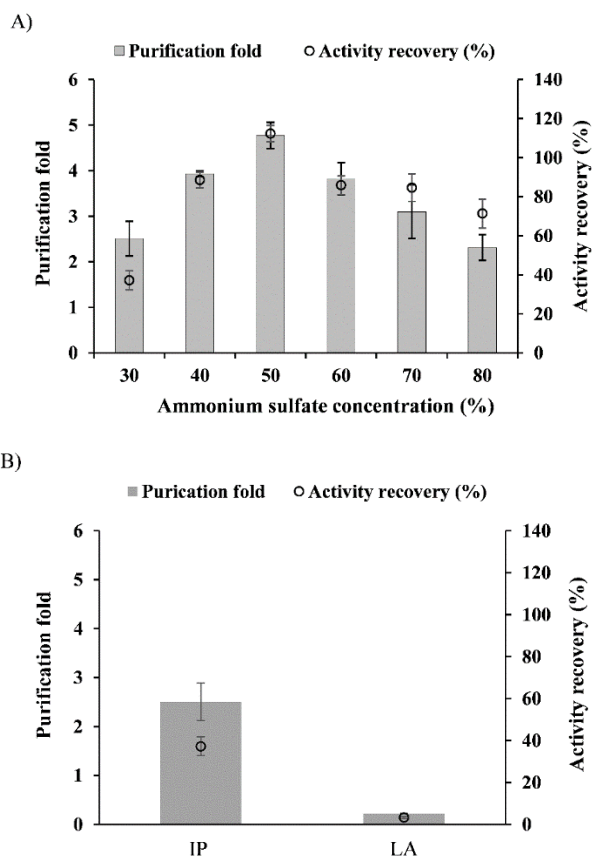 A)
Purification fold Activity recovery (%)
6 140
5 120
4 100
3 80
2 60
1 40
0 20
0
Purification fold
Activity recovery (%)
30 40 50 60 70 80
Ammonium sulfate concentration (%)
B)
Purication fold Activity recovery (%)
6 140
5 120
4 100
3 80
2 60
1 40
0 20
0
Purification fold
Activity recovery (%)
IP LA